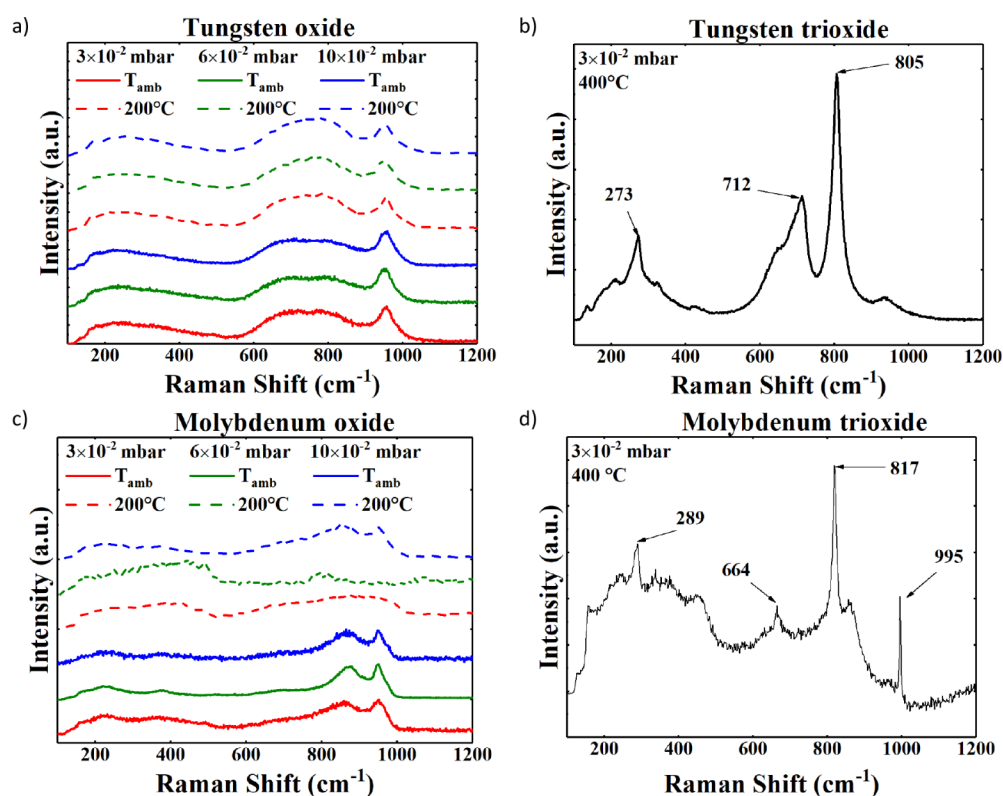 a)
Tungsten oxide
3×10⁻² mbar 6×10⁻² mbar 10×10⁻² mbar
Tamb Tamb Tamb
200°C 200°C 200°C
Intensity (a.u.)
200 400 600 800 1000 1200
Raman Shift (cm⁻¹)
b)
Tungsten trioxide
3×10⁻² mbar
400°C
805
712
273
Intensity (a.u.)
200 400 600 800 1000 1200
Raman Shift (cm⁻¹)
c)
Molybdenum oxide
3×10⁻² mbar 6×10⁻² mbar 10×10⁻² mbar
Tamb Tamb Tamb
200°C 200°C 200°C
Intensity (a.u.)
200 400 600 800 1000 1200
Raman Shift (cm⁻¹)
d)
Molybdenum trioxide
3×10⁻² mbar
400 °C
817
289
995
664
Intensity (a.u.)
200 400 600 800 1000 1200
Raman Shift (cm⁻¹)